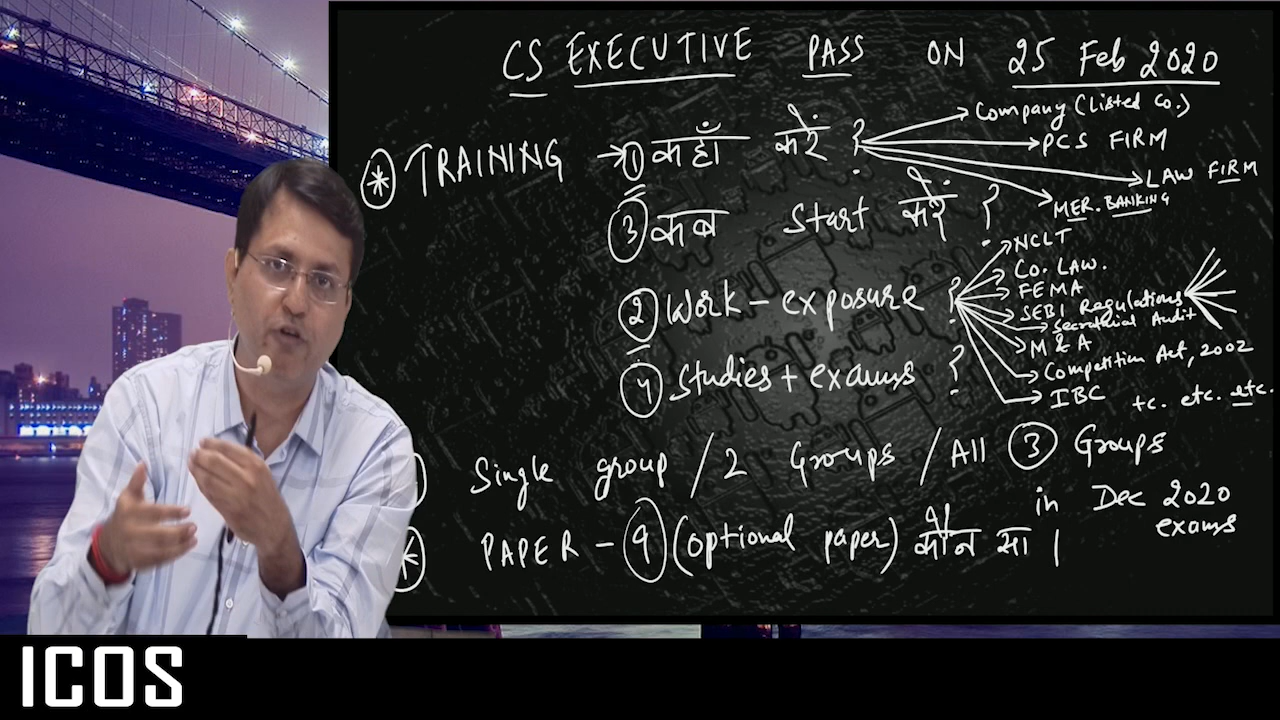 CS EXECUTIVE PASS ON 25 Feb 2020
* TRAINING → ① कहाँ करें ?
→ Company (Listed Co.)
→ PCS FIRM
→ LAW FIRM
→ MER. BANKING
③ कब Start करें ?
② Work - exposure ?
→ NCLT
→ Co. LAW.
→ FEMA
→ SEBI Regulations
→ Secretarial Audit
→ M & A
→ Competition Act, 2002
→ IBC
tc. etc. etc.
④ Studies + exams ?
Single group / 2 Groups / All ③ Groups
in Dec 2020
exams
* PAPER - ⑨ (optional paper) कौन सा |
ICOS